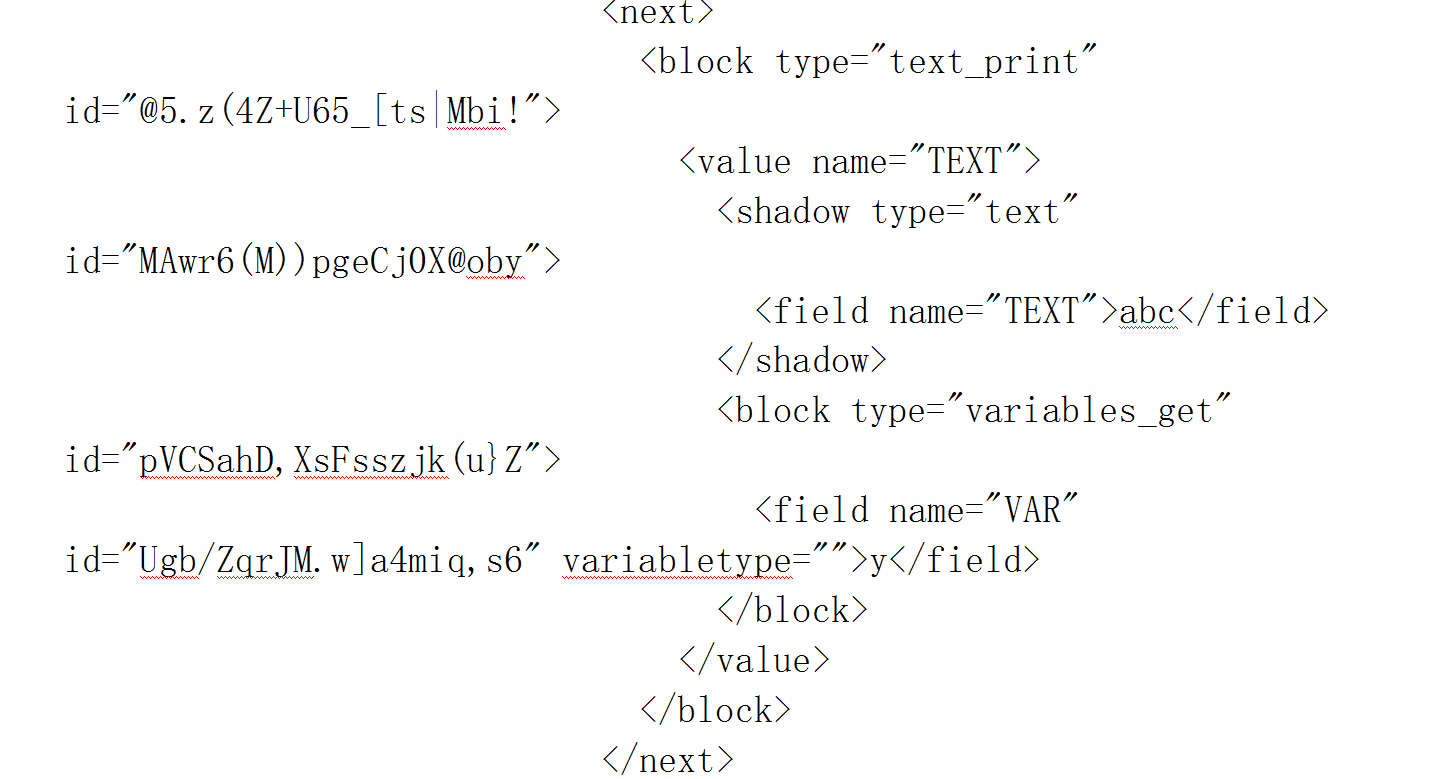 <next>
<block type="text_print"
id="@5.z(4Z+U65_[ts|Mbi!">
<value name="TEXT">
<shadow type="text"
id="MAwr6(M))pgeCj0X@oby">
<field name="TEXT">abc</field>
</shadow>
<block type="variables_get"
id="pVCSahD,XsFsszjk(u}Z">
<field name="VAR"
id="Ugb/ZqrJM.w]a4miq,s6" variabletype="">y</field>
</block>
</value>
</block>
</next>